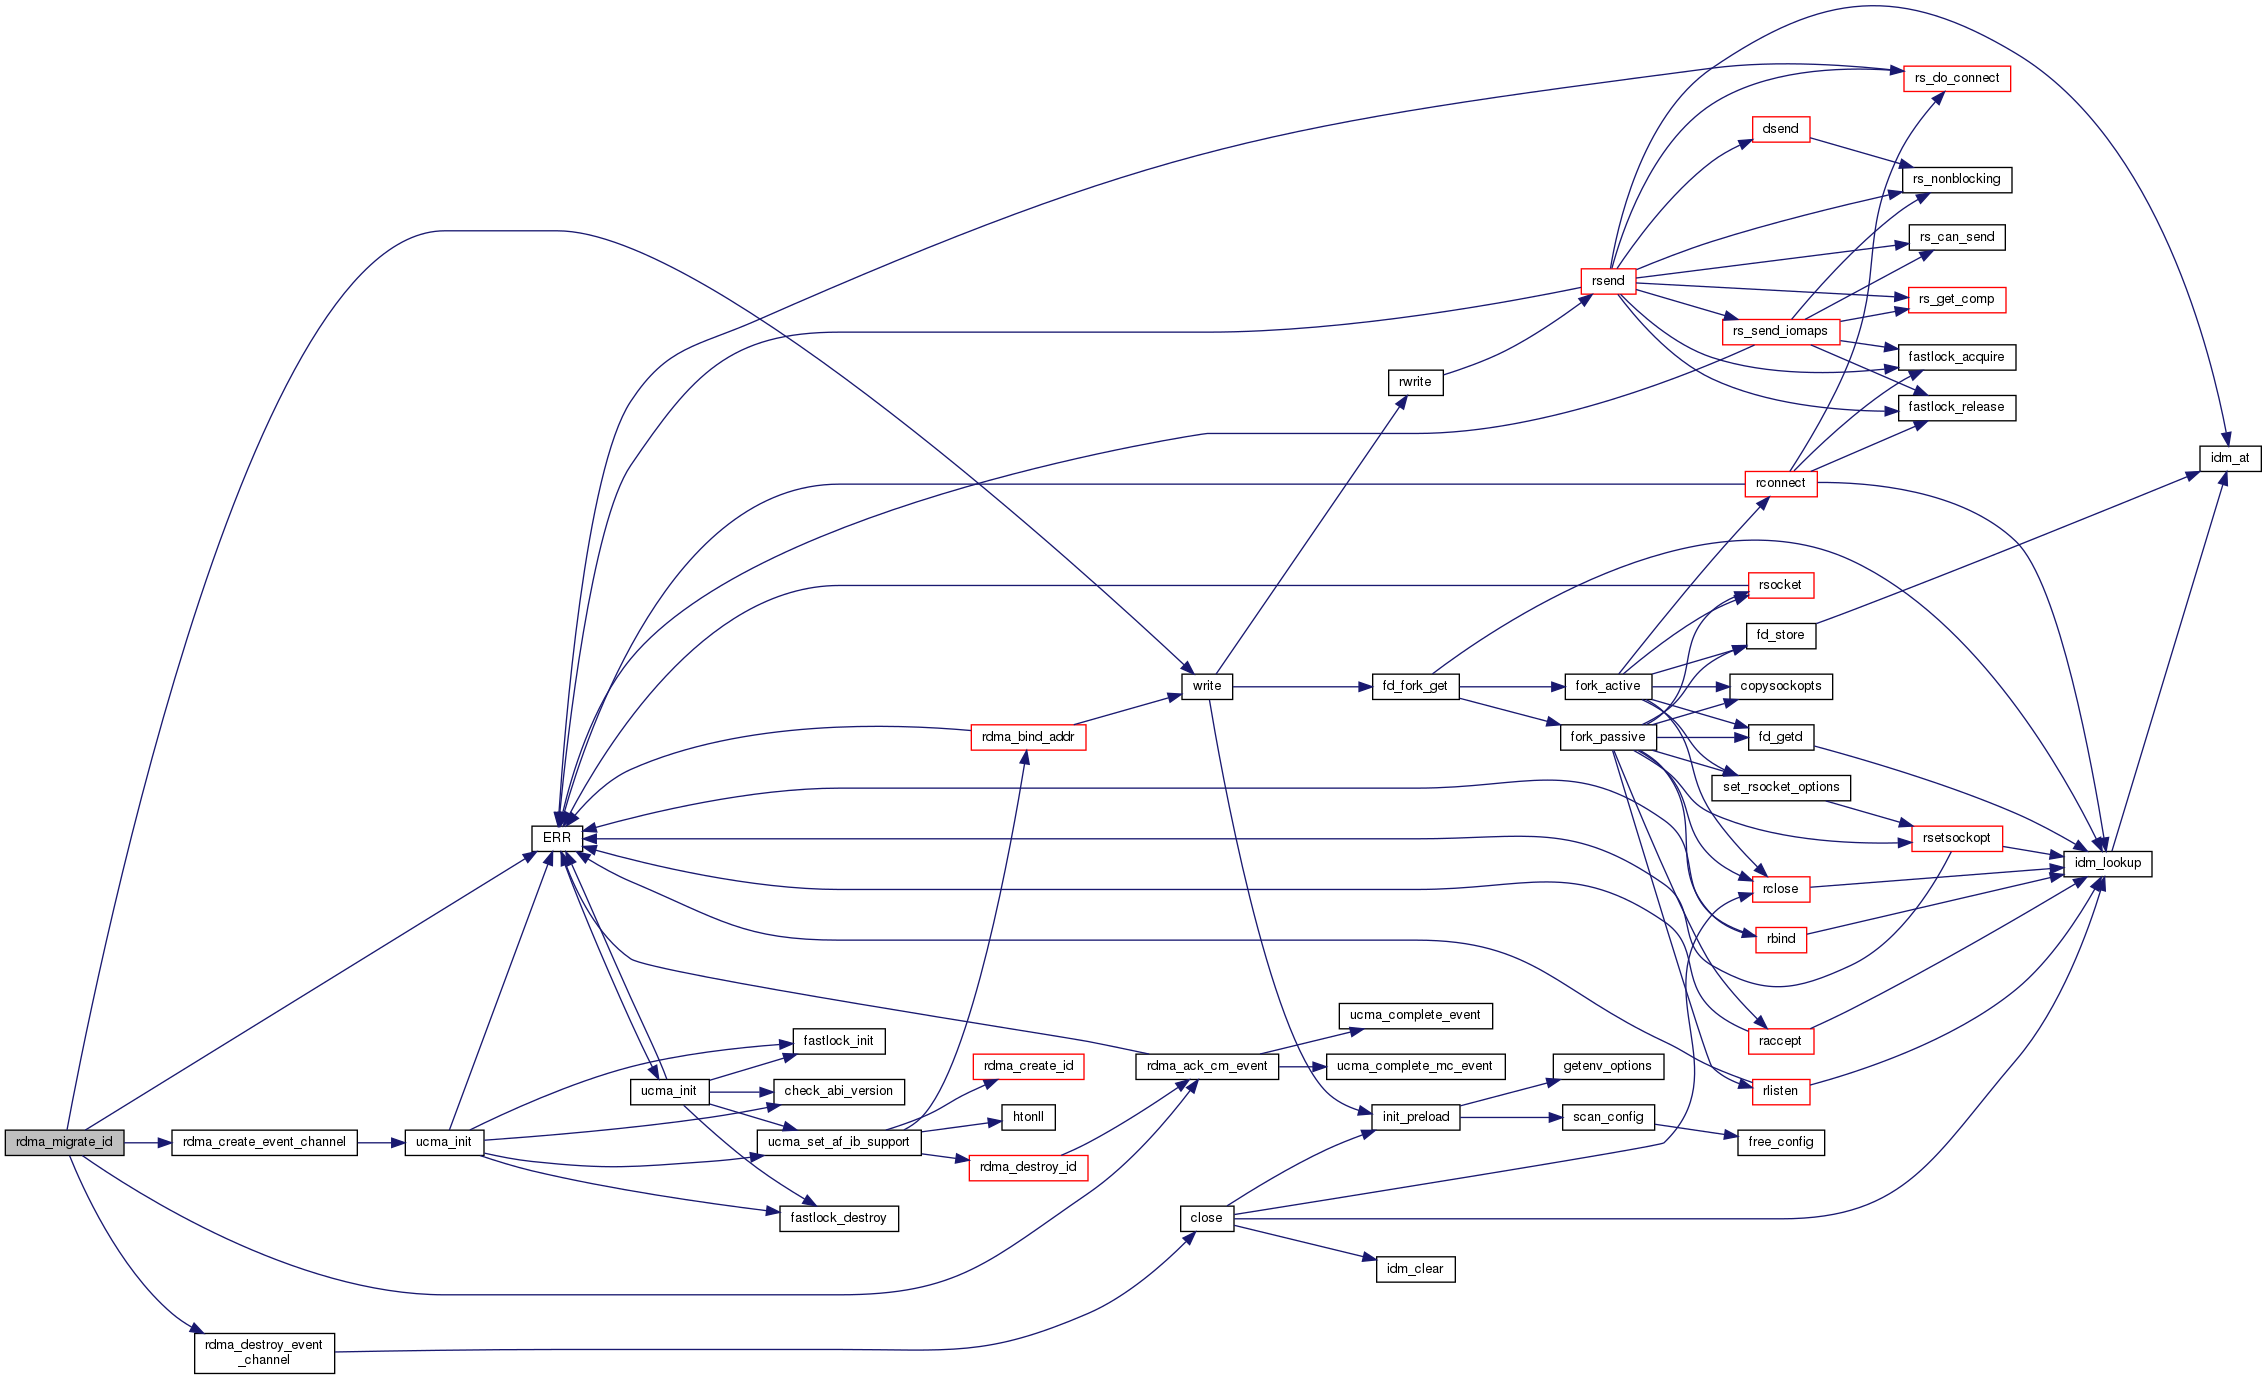 rs_do_connect
dsend
rs_nonblocking
rs_can_send
rsend
rs_get_comp
rs_send_iomaps
fastlock_acquire
rwrite
fastlock_release
idm_at
rconnect
rsocket
fd_store
write
fd_fork_get
fork_active
copysockopts
rdma_bind_addr
fork_passive
fd_getd
set_rsocket_options
ERR
rsetsockopt
idm_lookup
rclose
rbind
ucma_complete_event
fastlock_init
raccept
rdma_create_id
rdma_ack_cm_event
ucma_complete_mc_event
getenv_options
ucma_init
check_abi_version
rlisten
htonll
init_preload
scan_config
rdma_migrate_id
rdma_create_event_channel
ucma_init
ucma_set_af_ib_support
free_config
rdma_destroy_id
fastlock_destroy
close
idm_clear
rdma_destroy_event
_channel